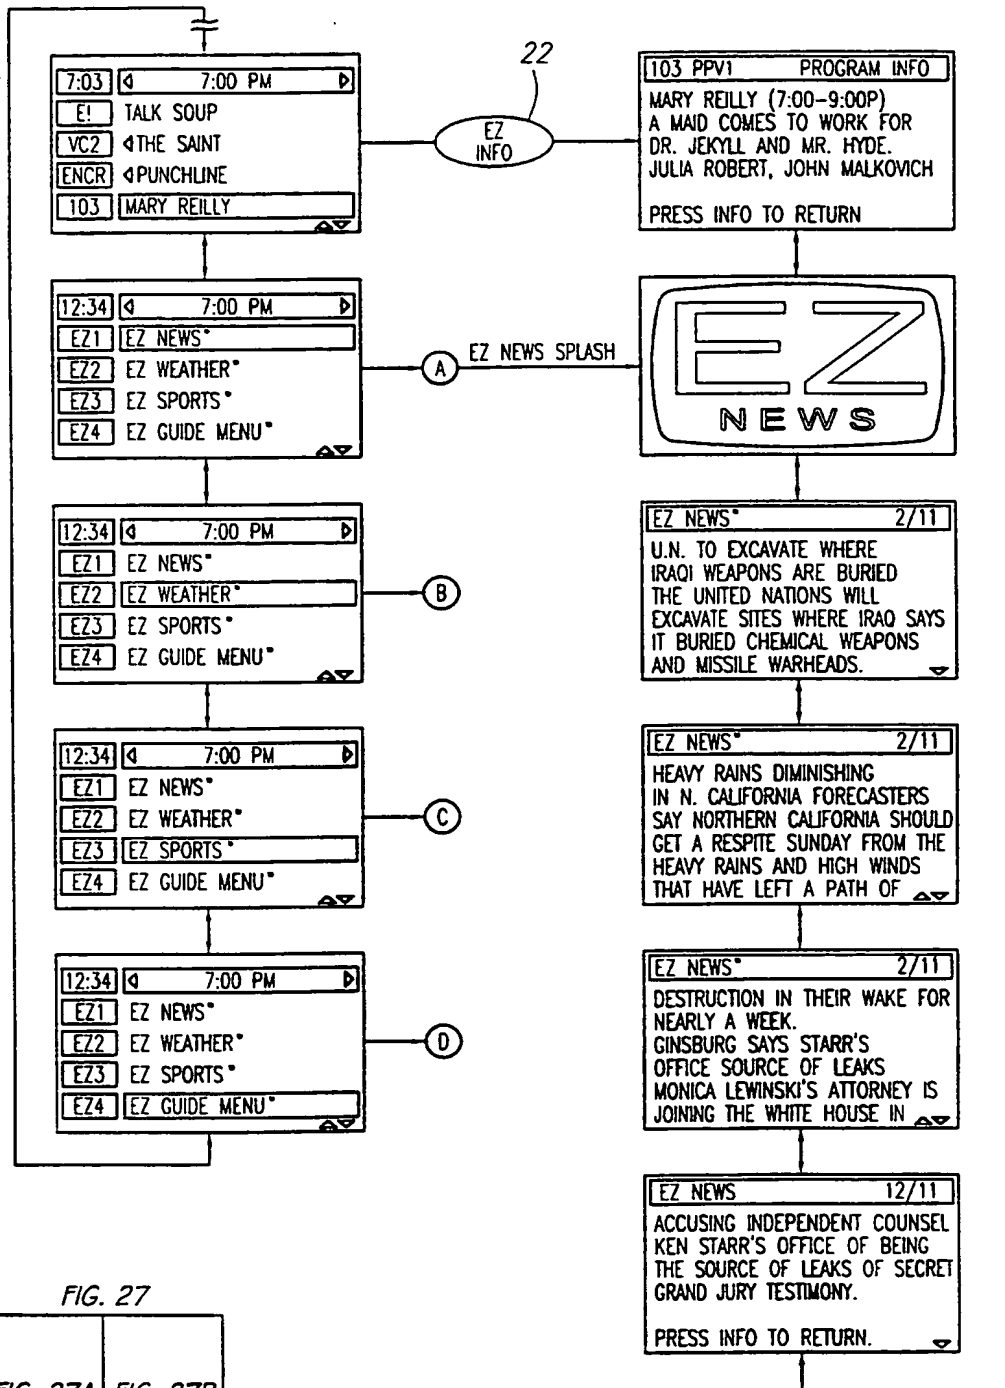 22
7:03 7:00 PM
E! TALK SOUP
VC2 THE SAINT
ENCR PUNCHLINE
103 MARY REILLY
EZ
INFO
103 PPV1 PROGRAM INFO
MARY REILLY (7:00-9:00P)
A MAID COMES TO WORK FOR
DR. JEKYLL AND MR. HYDE.
JULIA ROBERT, JOHN MALKOVICH
PRESS INFO TO RETURN
12:34 7:00 PM
EZ1 EZ NEWS"
EZ2 EZ WEATHER"
EZ3 EZ SPORTS"
EZ4 EZ GUIDE MENU"
A
EZ NEWS SPLASH
EZ
NEWS
12:34 7:00 PM
EZ1 EZ NEWS"
EZ2 EZ WEATHER"
EZ3 EZ SPORTS"
EZ4 EZ GUIDE MENU"
B
EZ NEWS" 2/11
U.N. TO EXCAVATE WHERE
IRAQI WEAPONS ARE BURIED
THE UNITED NATIONS WILL
EXCAVATE SITES WHERE IRAQ SAYS
IT BURIED CHEMICAL WEAPONS
AND MISSILE WARHEADS.
12:34 7:00 PM
EZ1 EZ NEWS"
EZ2 EZ WEATHER"
EZ3 EZ SPORTS"
EZ4 EZ GUIDE MENU"
C
EZ NEWS" 2/11
HEAVY RAINS DIMINISHING
IN N. CALIFORNIA FORECASTERS
SAY NORTHERN CALIFORNIA SHOULD
GET A RESPITE SUNDAY FROM THE
HEAVY RAINS AND HIGH WINDS
THAT HAVE LEFT A PATH OF
12:34 7:00 PM
EZ1 EZ NEWS"
EZ2 EZ WEATHER"
EZ3 EZ SPORTS"
EZ4 EZ GUIDE MENU"
D
EZ NEWS" 2/11
DESTRUCTION IN THEIR WAKE FOR
NEARLY A WEEK.
GINSBURG SAYS STARR'S
OFFICE SOURCE OF LEAKS
MONICA LEWINSKI'S ATTORNEY IS
JOINING THE WHITE HOUSE IN
EZ NEWS 12/11
ACCUSING INDEPENDENT COUNSEL
KEN STARR'S OFFICE OF BEING
THE SOURCE OF LEAKS OF SECRET
GRAND JURY TESTIMONY.
PRESS INFO TO RETURN.
FIG. 27
FIG. 27A FIG. 27B